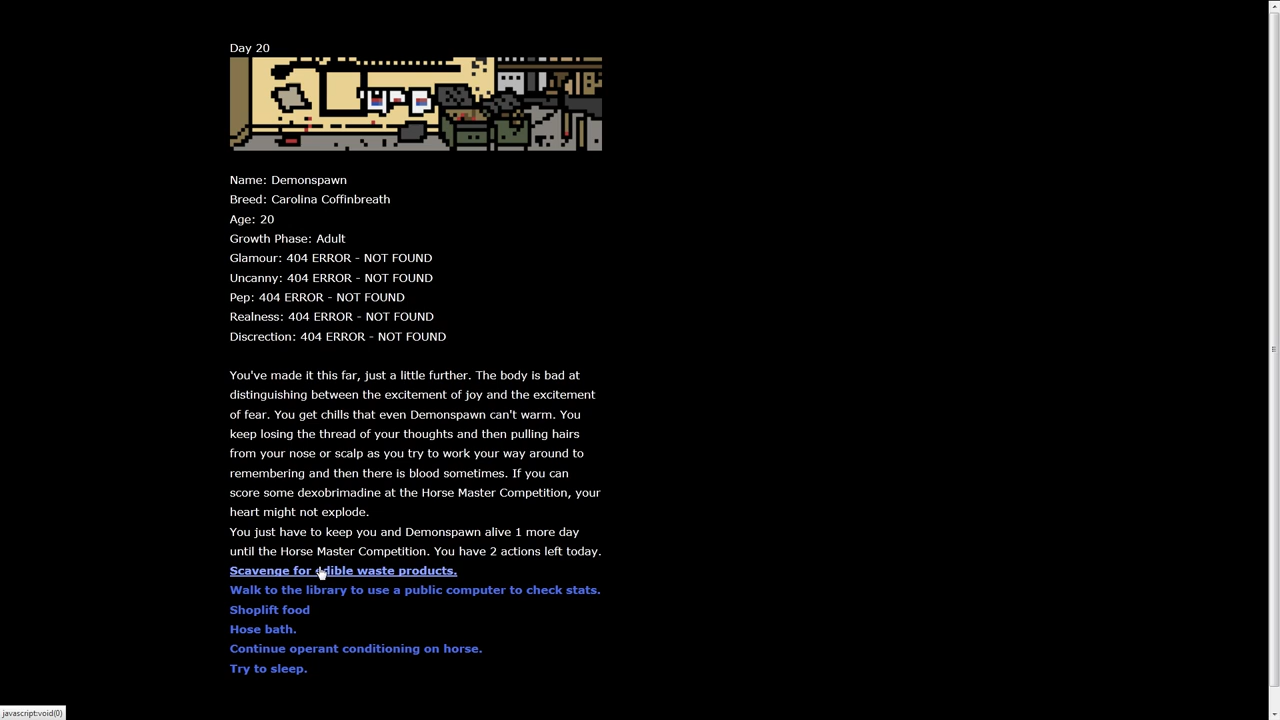 Day 20
Name: Demonspawn
Breed: Carolina Coffinbreath
Age: 20
Growth Phase: Adult
Glamour: 404 ERROR - NOT FOUND
Uncanny: 404 ERROR - NOT FOUND
Pep: 404 ERROR - NOT FOUND
Realness: 404 ERROR - NOT FOUND
Discrection: 404 ERROR - NOT FOUND
You've made it this far, just a little further. The body is bad at
distinguishing between the excitement of joy and the excitement
of fear. You get chills that even Demonspawn can't warm. You
keep losing the thread of your thoughts and then pulling hairs
from your nose or scalp as you try to work your way around to
remembering and then there is blood sometimes. If you can
score some dexobrimadine at the Horse Master Competition, your
heart might not explode.
You just have to keep you and Demonspawn alive 1 more day
until the Horse Master Competition. You have 2 actions left today.
Scavenge for edible waste products.
Walk to the library to use a public computer to check stats.
Shoplift food
Hose bath.
Continue operant conditioning on horse.
Try to sleep.
javascript:void(0)